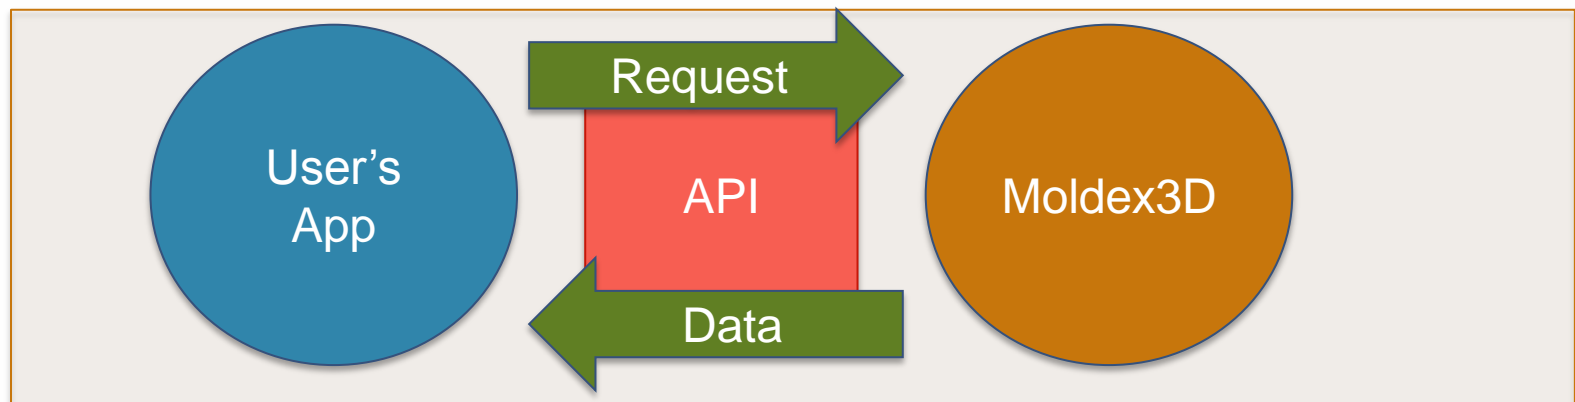 Request
User’s
App
API
Moldex3D
Data